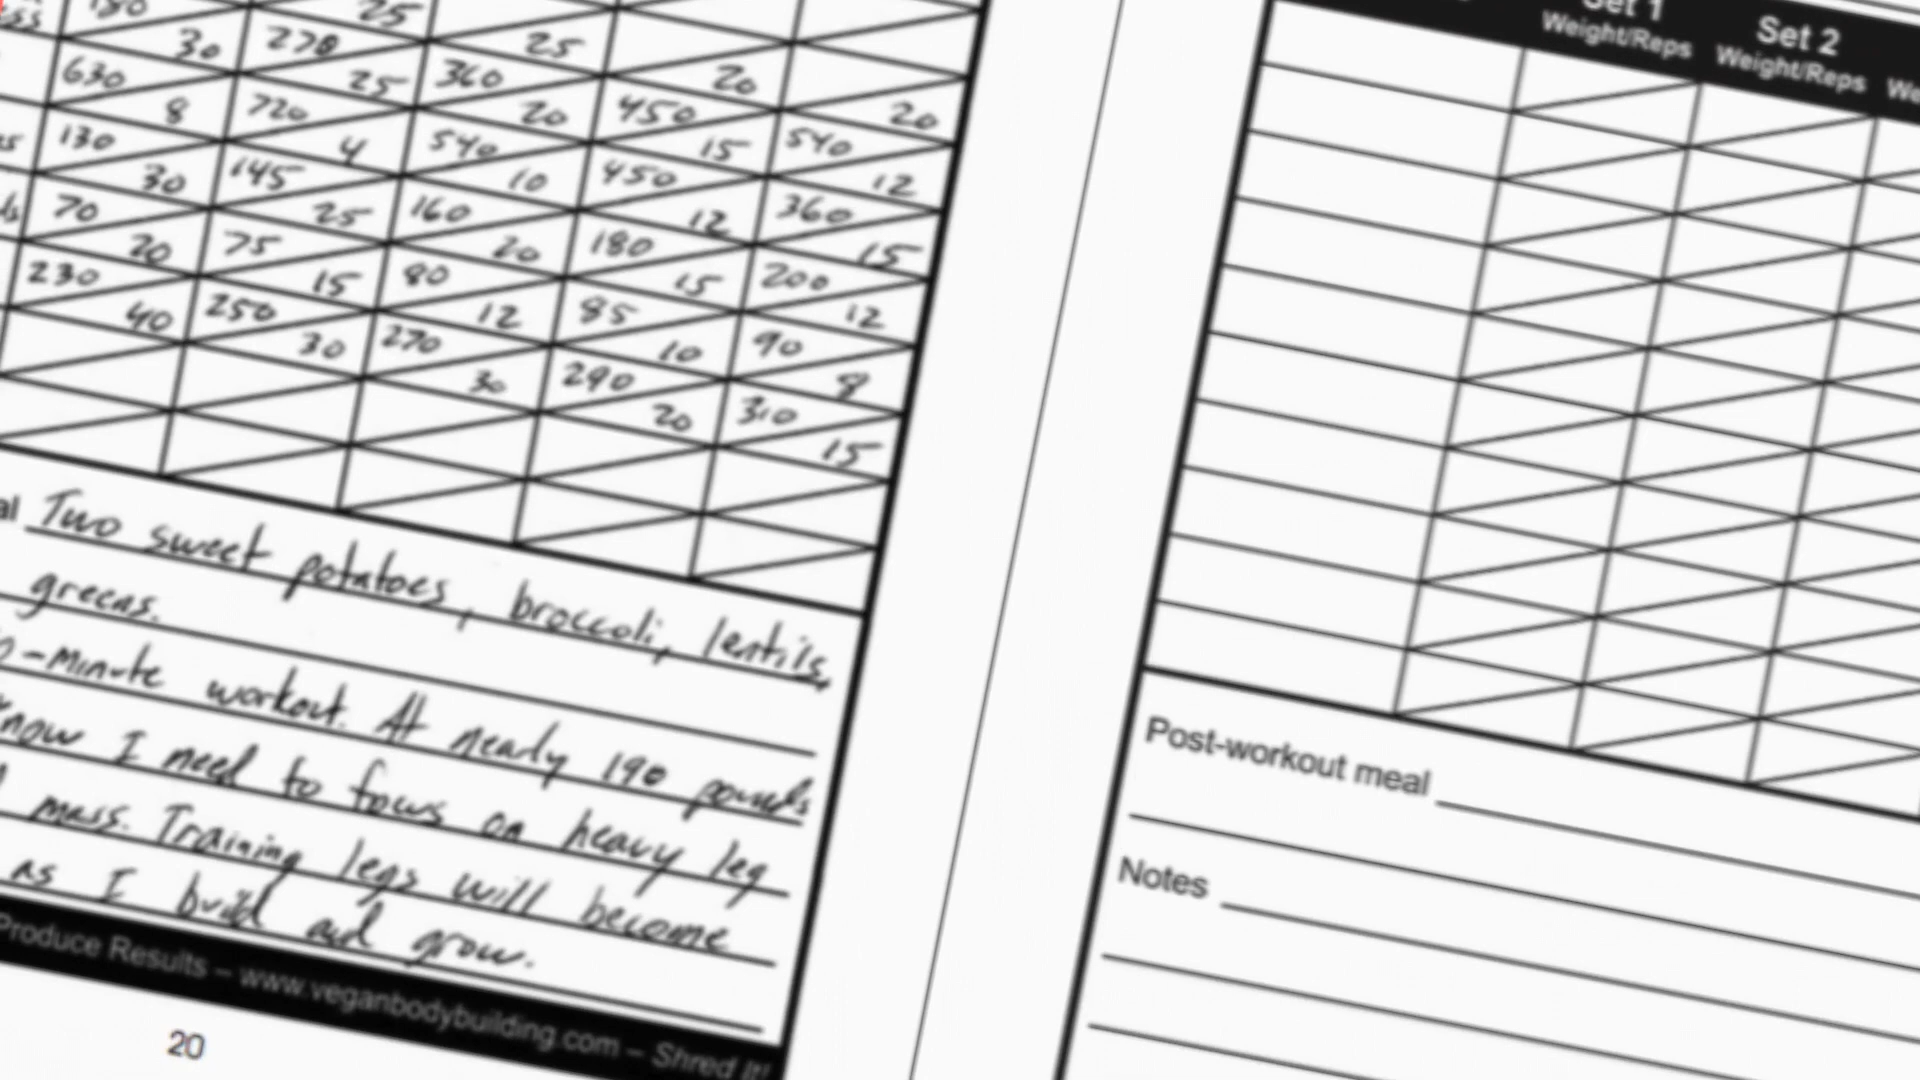 25 25 20 20
ess 180 30 270 25 360 20 450 15 540 12
630 8 720 4 540 10 450 12 360 15
130 30 145 25 160 20 180 15 200 12
70 20 75 15 80 12 85 10 90 8
230 40 250 30 270 30 290 20 310 15
al Two sweet potatoes, broccoli, lentils,
greens.
0-minute workout. At nearly 190 pounds
know I need to focus on heavy leg
mass. Training legs will become
as I build and grow.
Produce Results – www.veganbodybuilding.com – Shred It!
20
Set 1 Set 2
Weight/Reps Weight/Reps We
Post-workout meal
Notes